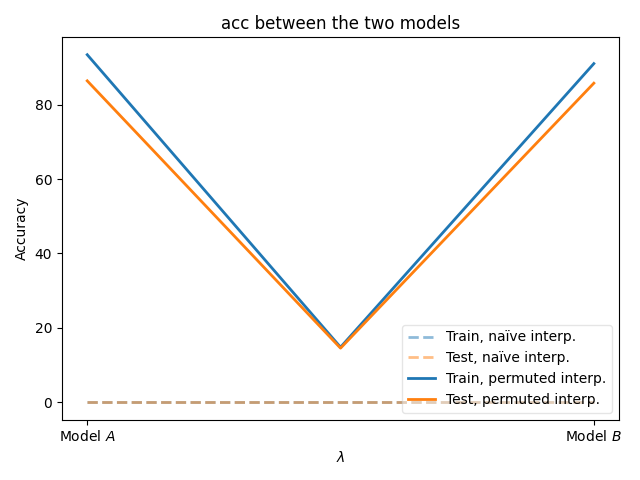 acc between the two models
Accuracy
80
60
40
20
0
Train, naïve interp.
Test, naïve interp.
Train, permuted interp.
Test, permuted interp.
Model A
Model B
λ